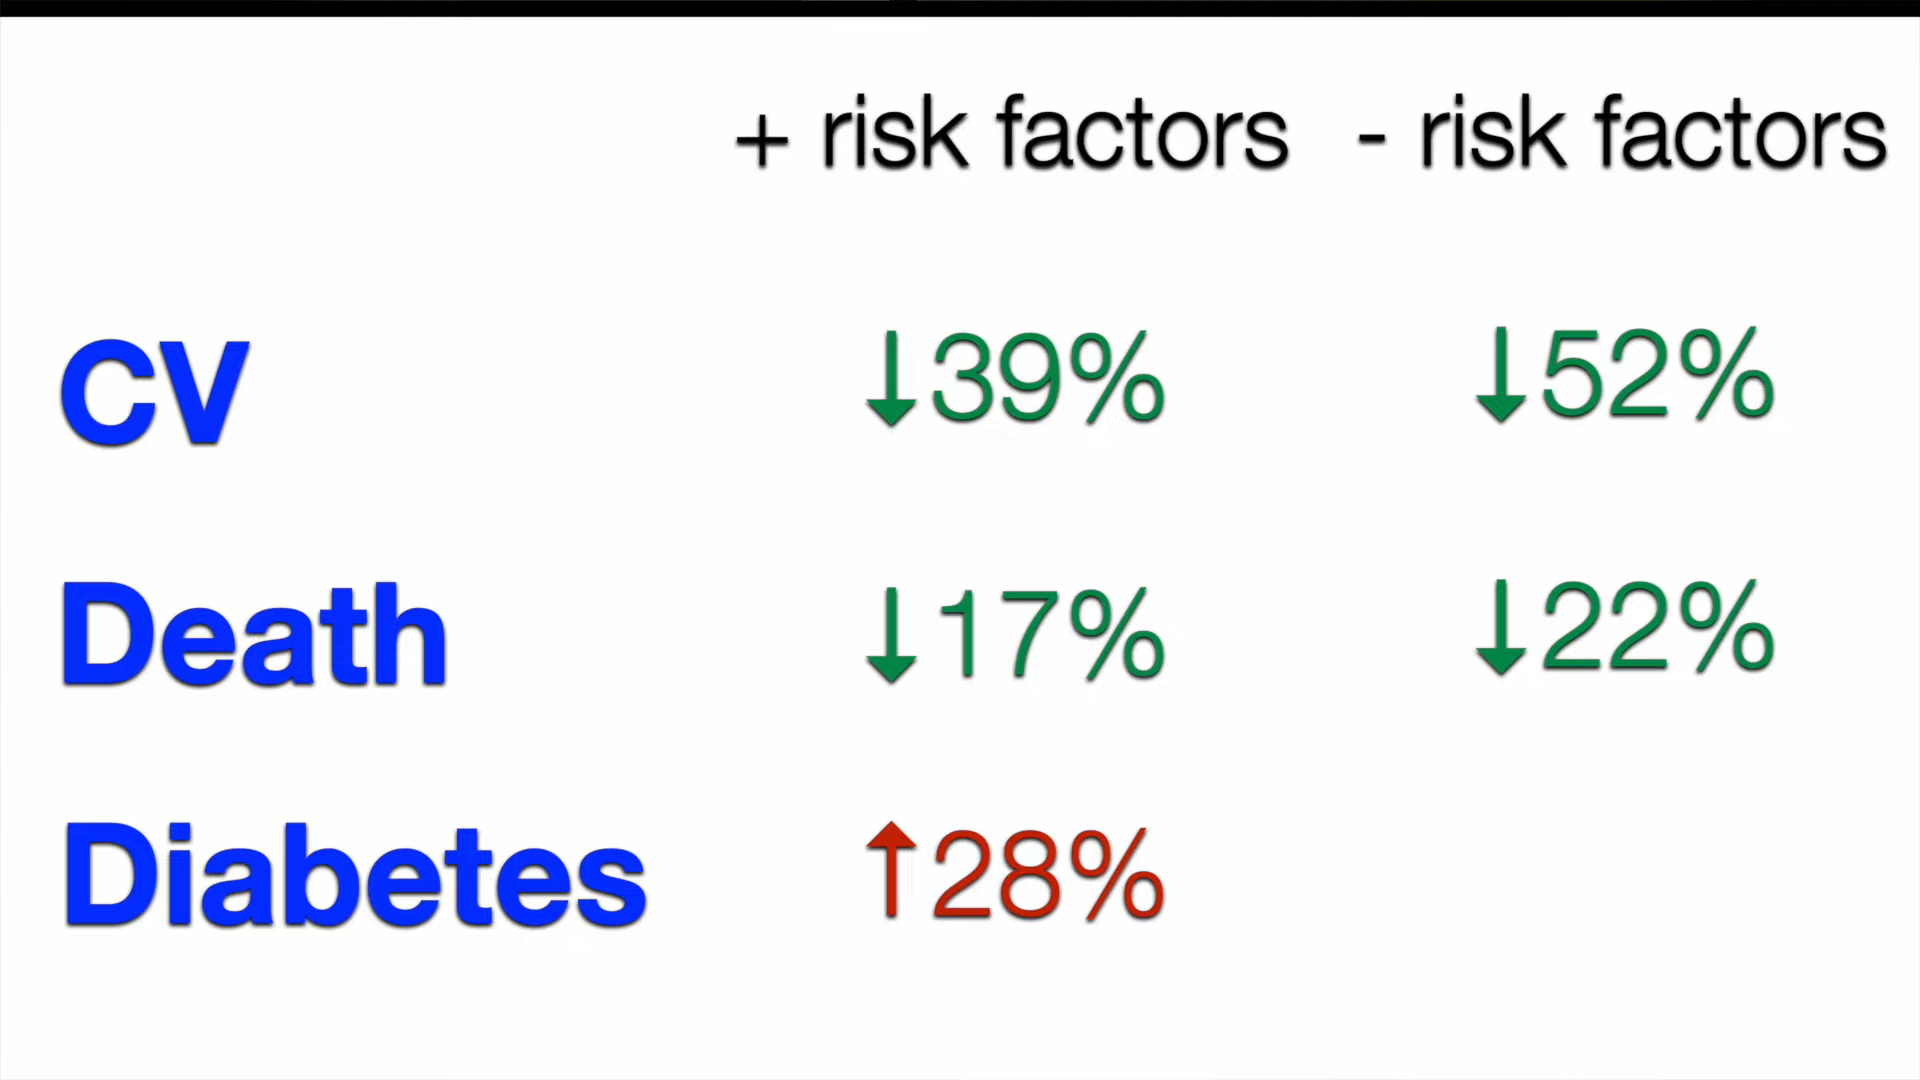 + risk factors - risk factors
CV ↓39% ↓52%
Death ↓17% ↓22%
Diabetes ↑28%